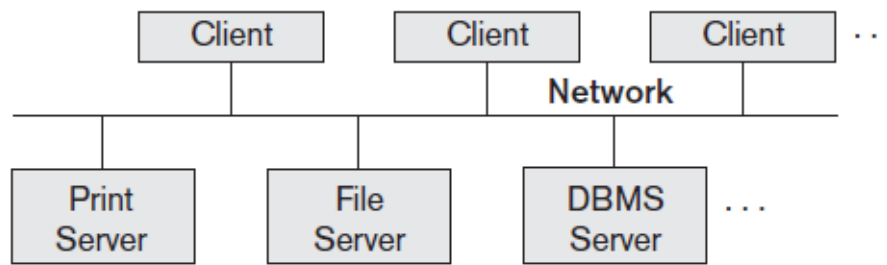 Client Client Client . .
Network
Print File DBMS . . .
Server Server Server